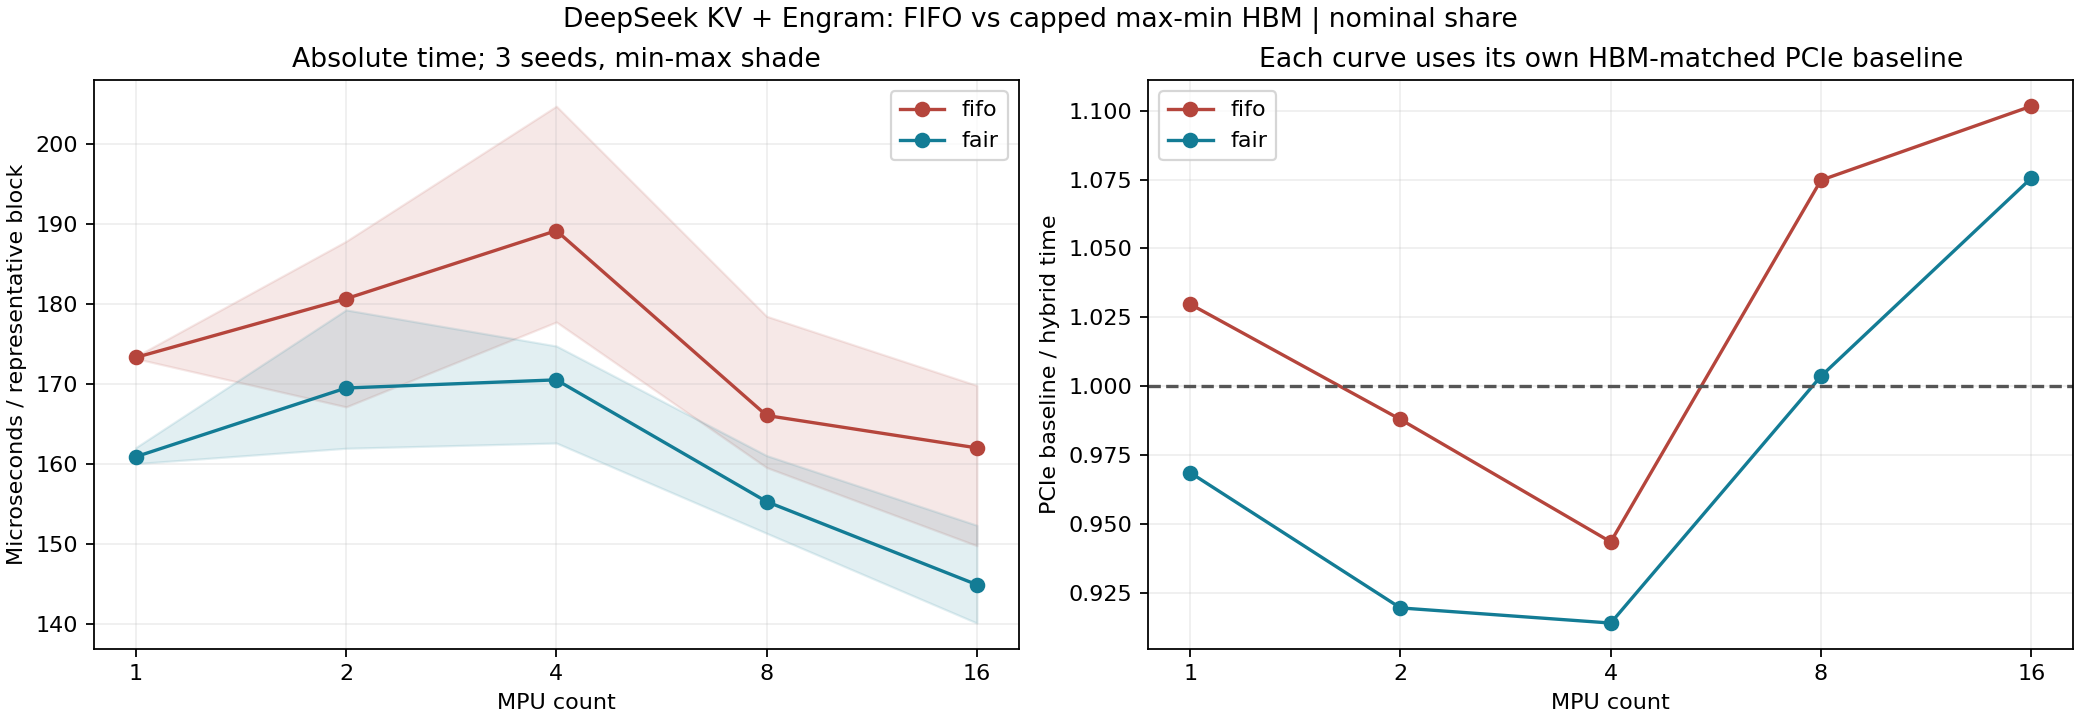 DeepSeek KV + Engram: FIFO vs capped max-min HBM | nominal share
Absolute time; 3 seeds, min-max shade
Microseconds / representative block
200
190
180
170
160
150
140
fifo
fair
1
2
4
8
16
MPU count
Each curve uses its own HBM-matched PCIe baseline
PCIe baseline / hybrid time
1.100
1.075
1.050
1.025
1.000
0.975
0.950
0.925
fifo
fair
1
2
4
8
16
MPU count